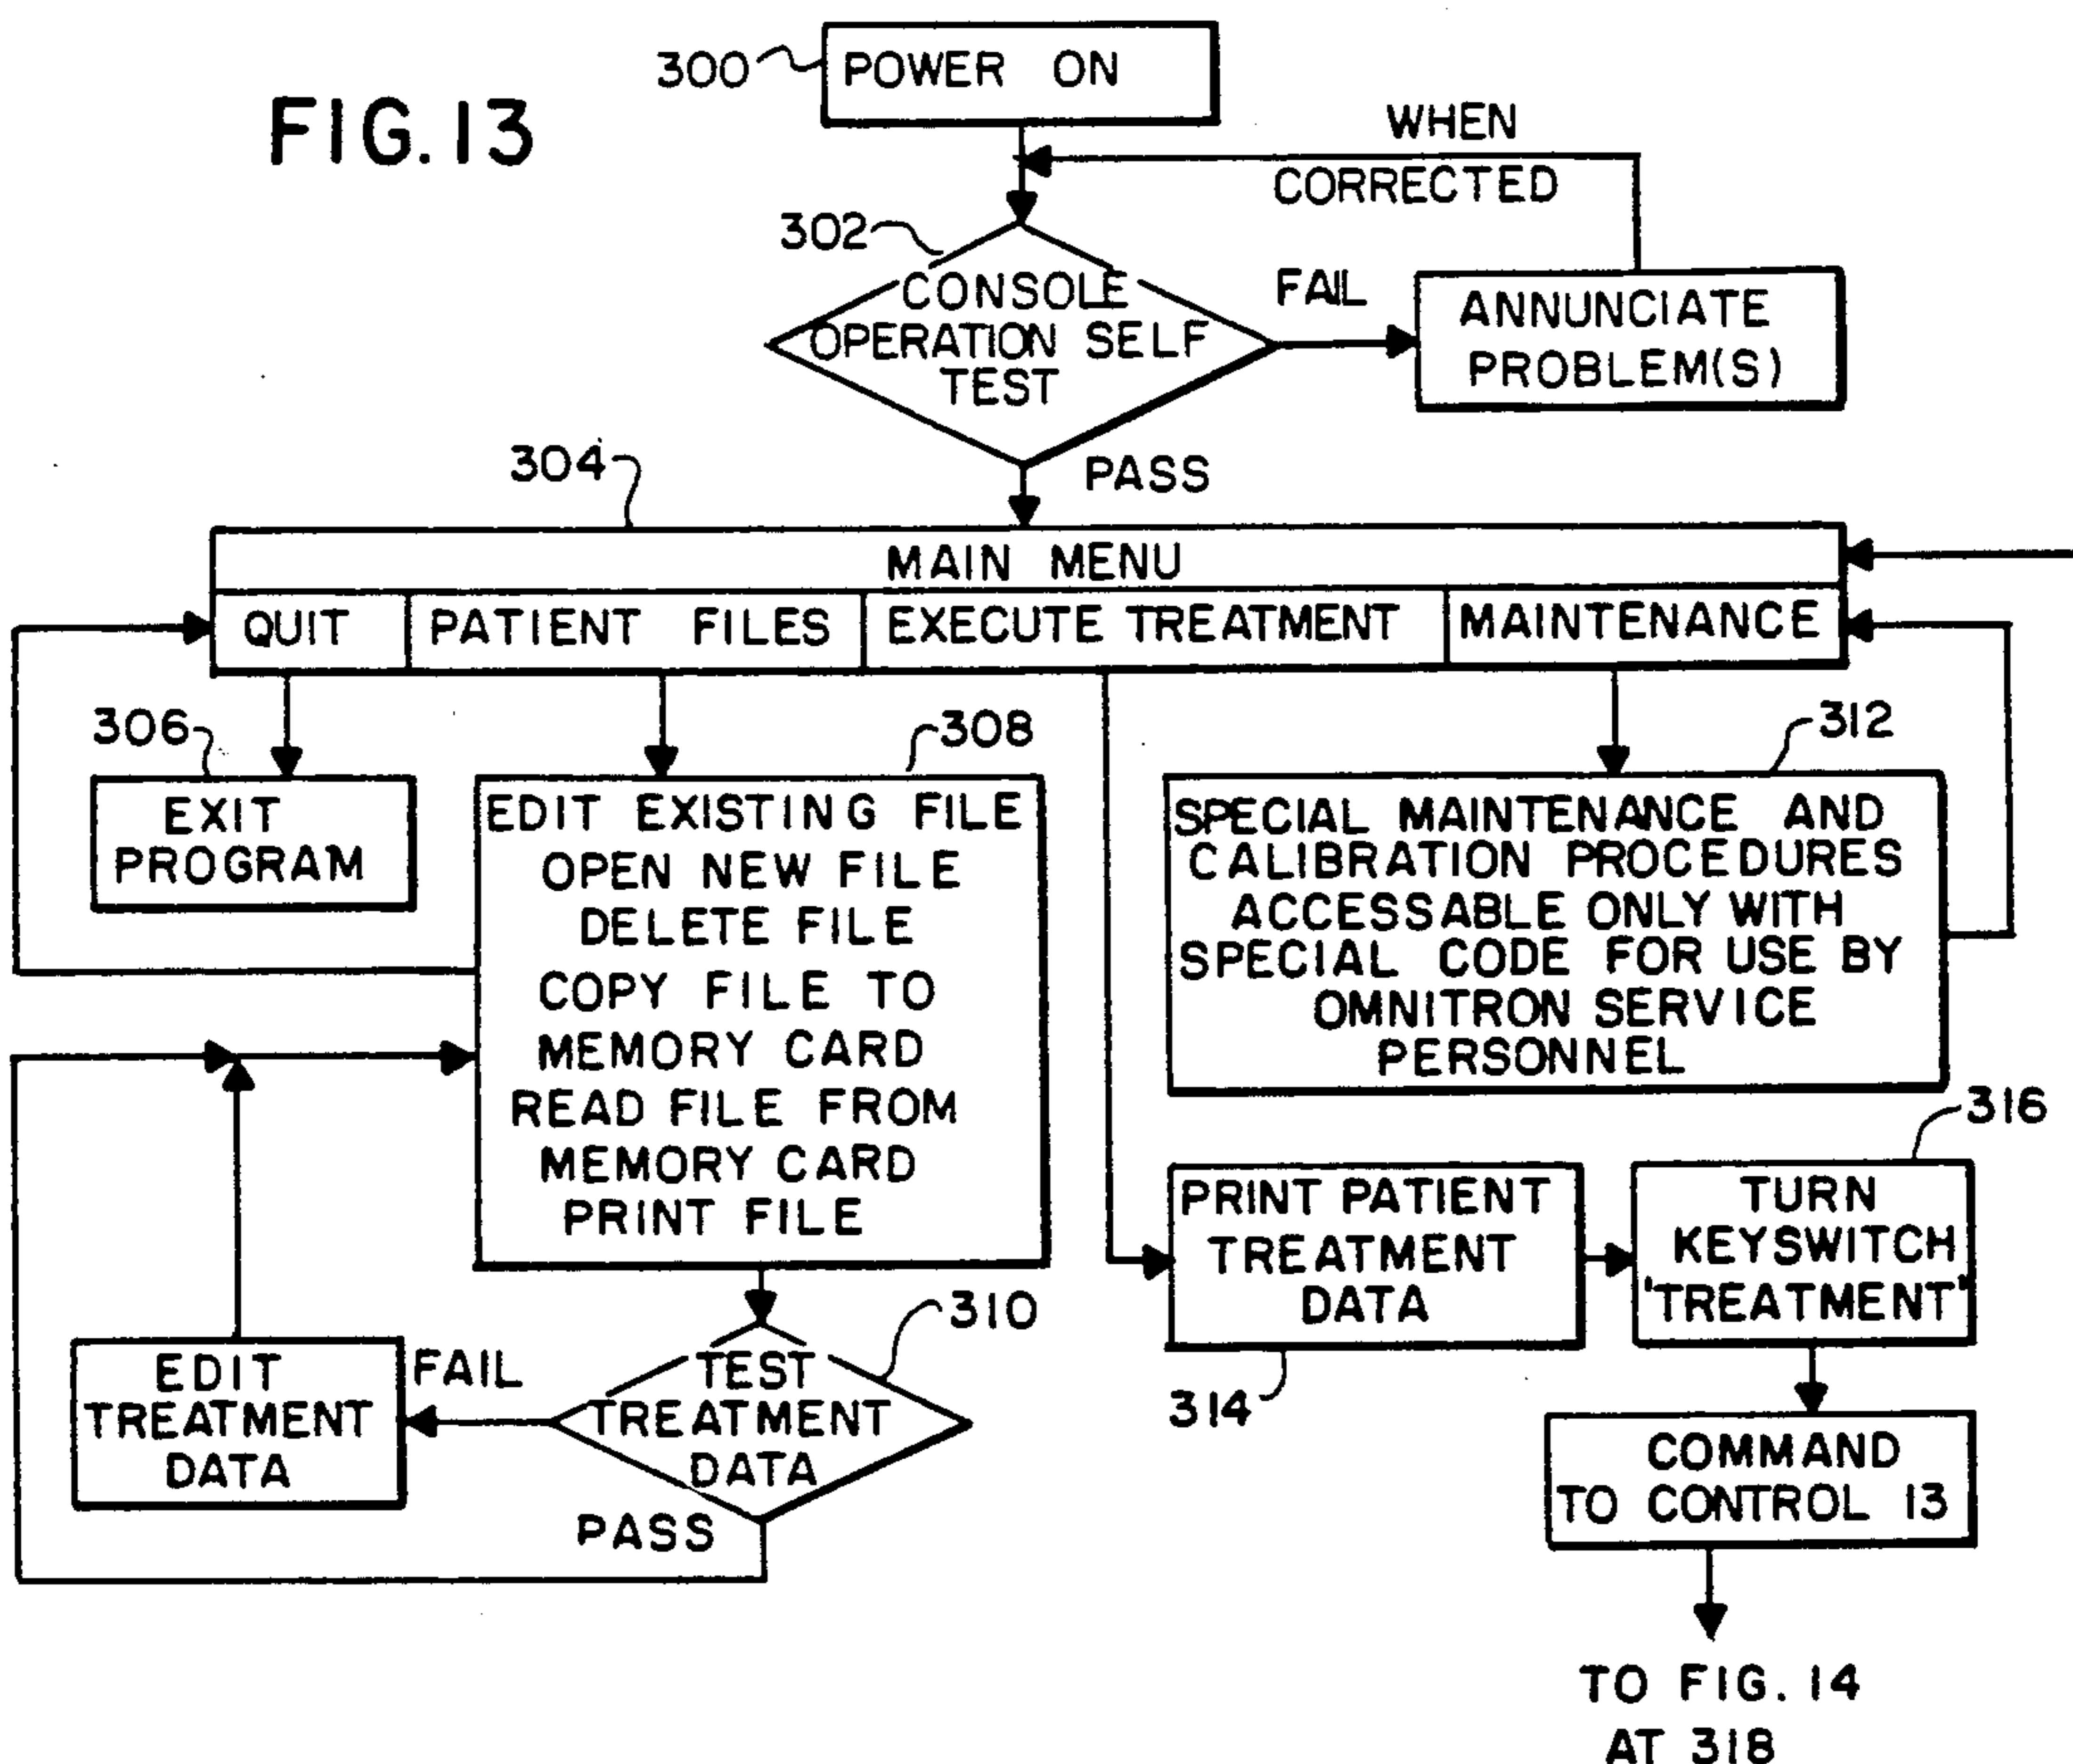 FIG. 13
300
POWER ON
WHEN
CORRECTED
302
CONSOLE
OPERATION SELF
TEST
FAIL
ANNUNCIATE
PROBLEM(S)
PASS
304
MAIN MENU
QUIT
PATIENT FILES
EXECUTE TREATMENT
MAINTENANCE
306
EXIT
PROGRAM
308
EDIT EXISTING FILE
OPEN NEW FILE
DELETE FILE
COPY FILE TO
MEMORY CARD
READ FILE FROM
MEMORY CARD
PRINT FILE
312
SPECIAL MAINTENANCE AND
CALIBRATION PROCEDURES
ACCESSABLE ONLY WITH
SPECIAL CODE FOR USE BY
OMNITRON SERVICE
PERSONNEL
310
TEST
TREATMENT
DATA
FAIL
EDIT
TREATMENT
DATA
PASS
314
PRINT PATIENT
TREATMENT
DATA
316
TURN
KEYSWITCH
'TREATMENT'
COMMAND
TO CONTROL 13
TO FIG. 14
AT 318